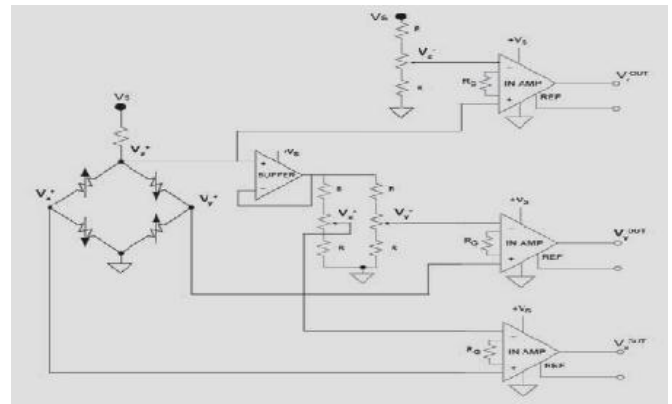 VS
R
Vz-
R
+VS
RG
IN AMP
REF
VzOUT
VS
Vz+
+VS
BUFFER
Vx+
Vy+
R
R
Vx-
Vy-
R
R
+VS
RG
IN AMP
REF
VyOUT
+VS
RG
IN AMP
REF
VxOUT